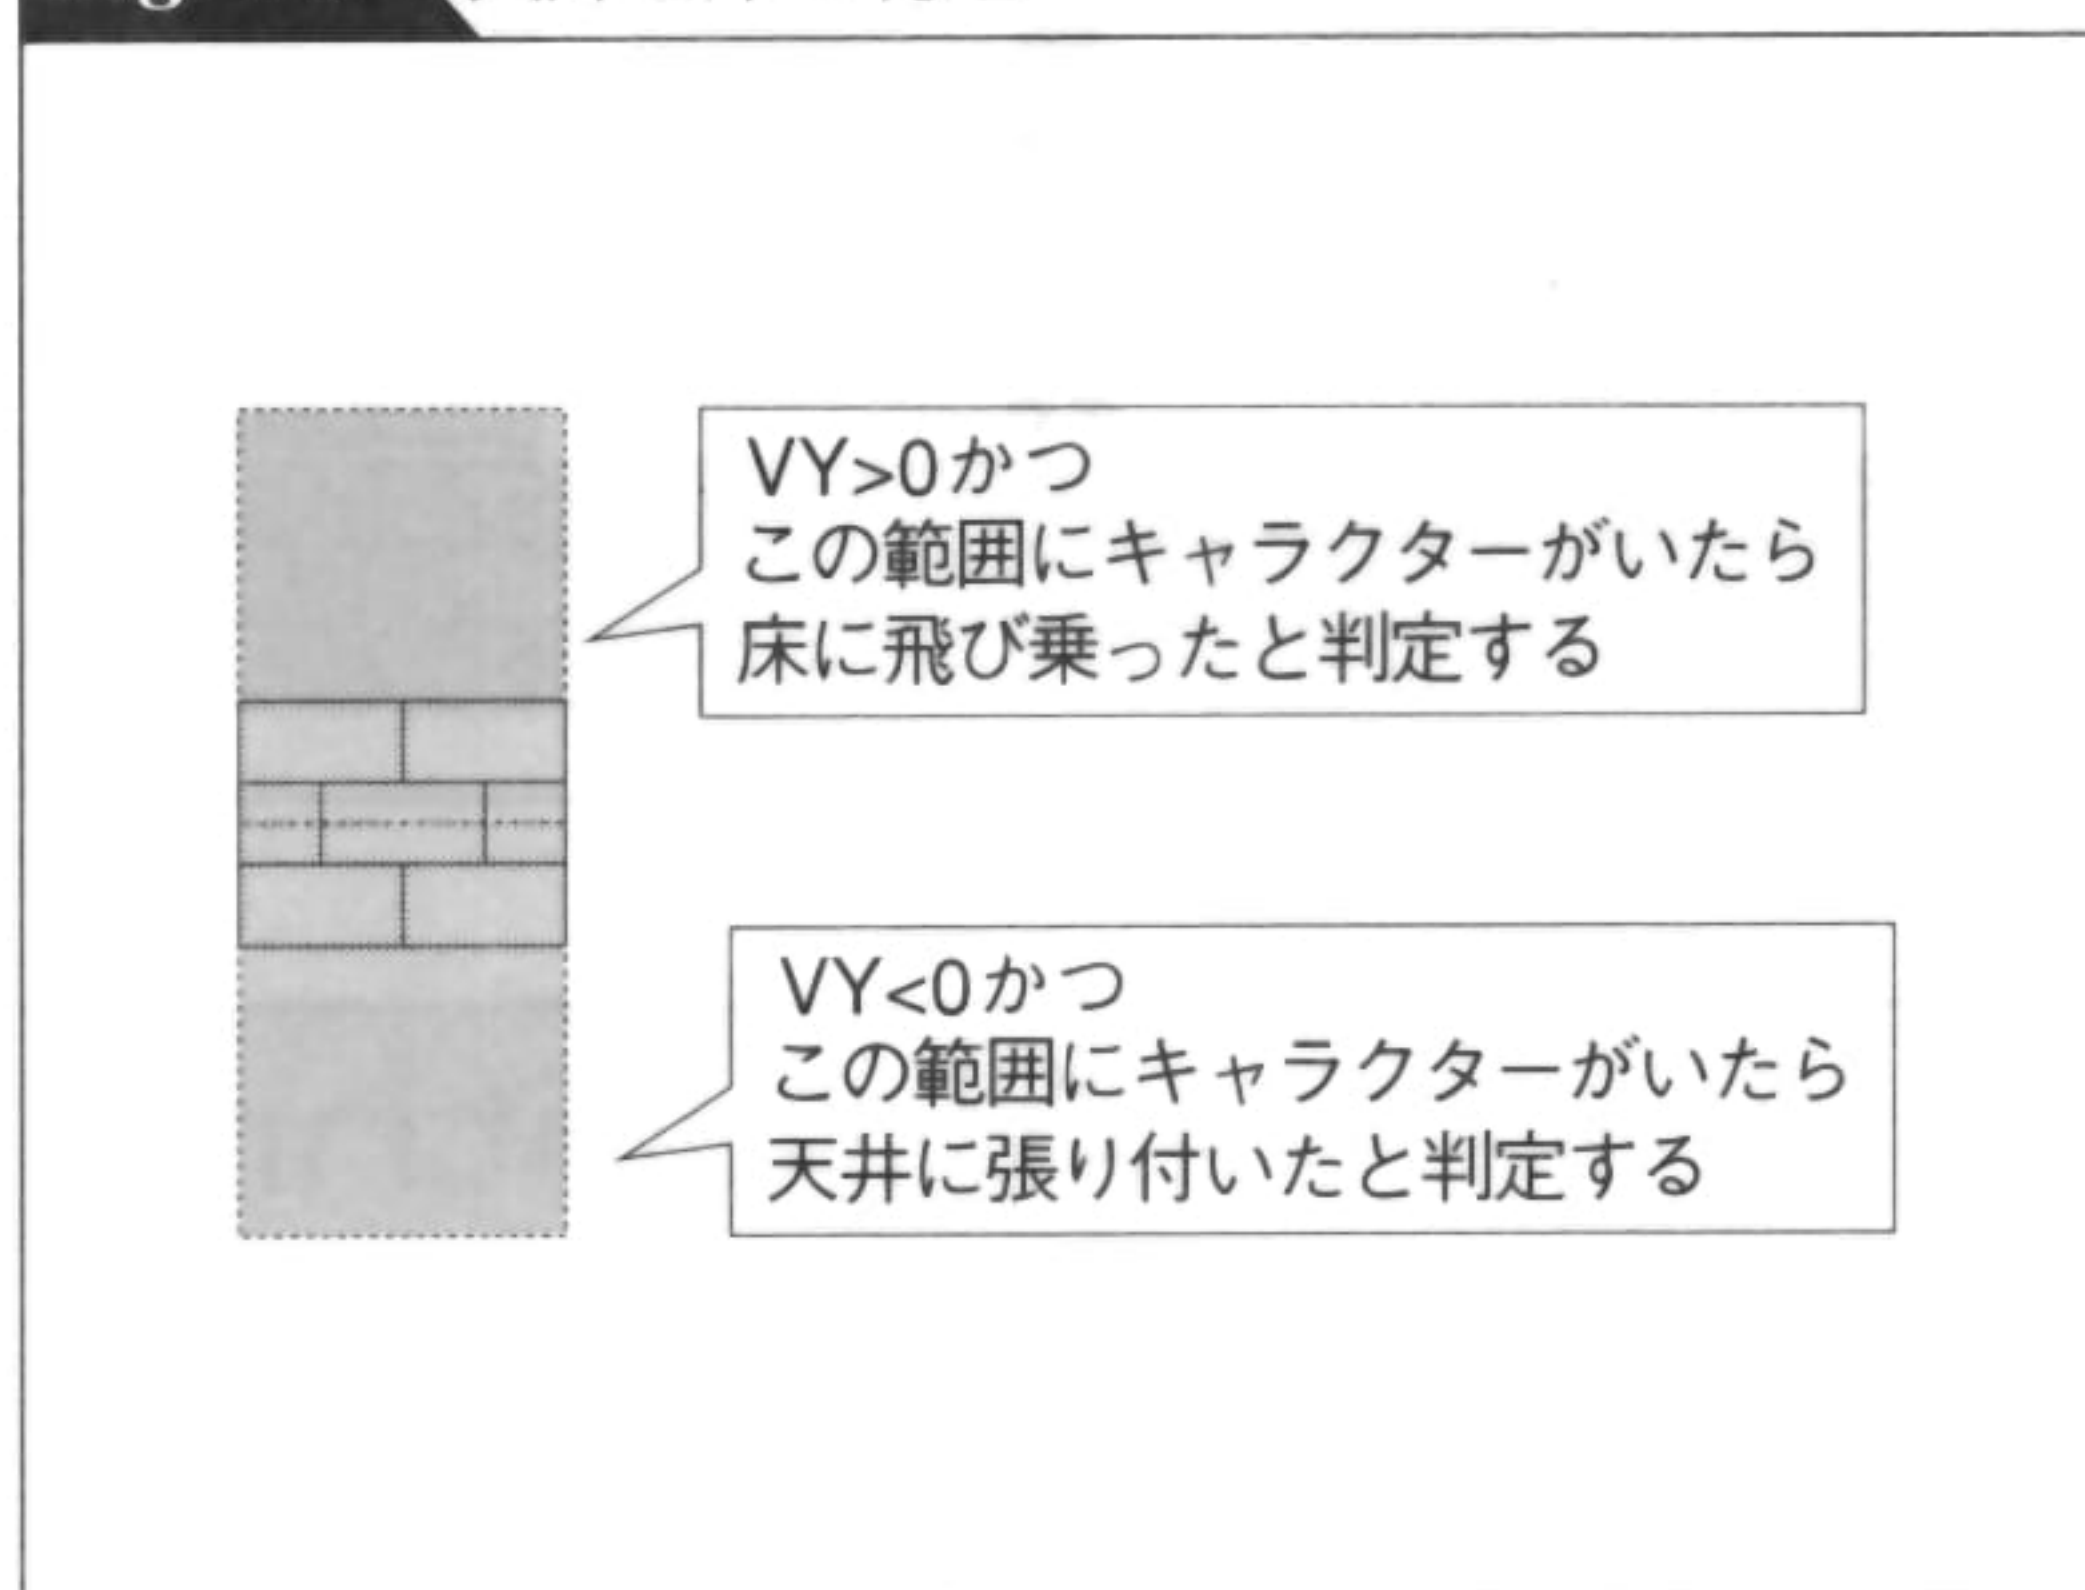 VY>0かつ
この範囲にキャラクターがいたら
床に飛び乗ったと判定する
VY<0かつ
この範囲にキャラクターがいたら
天井に張り付いたと判定する